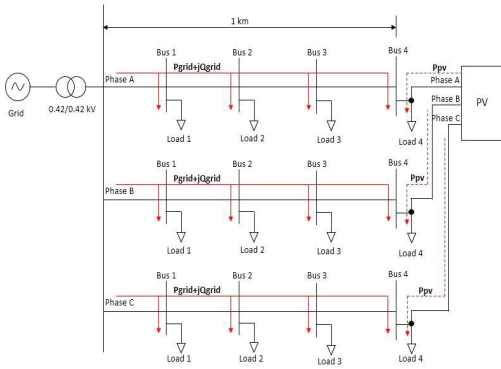 1 km
Bus 1 Bus 2 Bus 3 Bus 4
Pgrid+jQgrid
Ppv
Phase A
Phase A
Phase B
Phase C
PV
Grid
0.42/0.42 kV
Load 1 Load 2 Load 3 Load 4
Bus 1 Bus 2 Bus 3 Bus 4
Pgrid+jQgrid
Ppv
Phase B
Load 1 Load 2 Load 3 Load 4
Bus 1 Bus 2 Bus 3 Bus 4
Pgrid+jQgrid
Ppv
Phase C
Load 1 Load 2 Load 3 Load 4